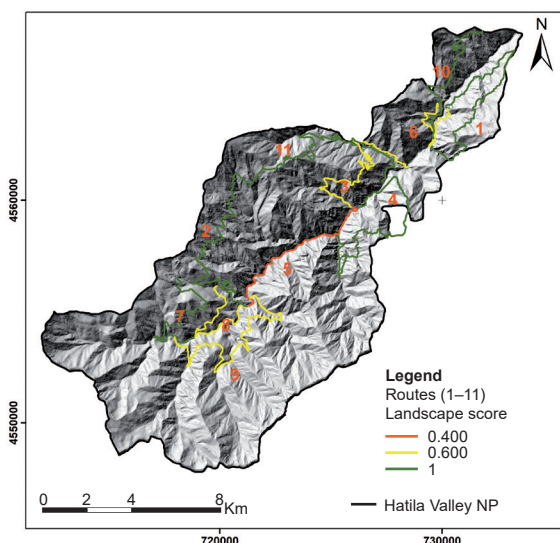 N
10
1
6
11
3
4
4560000
2
5
7
8
9
Legend
Routes (1–11)
Landscape score
0.400
0.600
1
4550000
0 2 4 8
Km
Hatila Valley NP
720000 730000